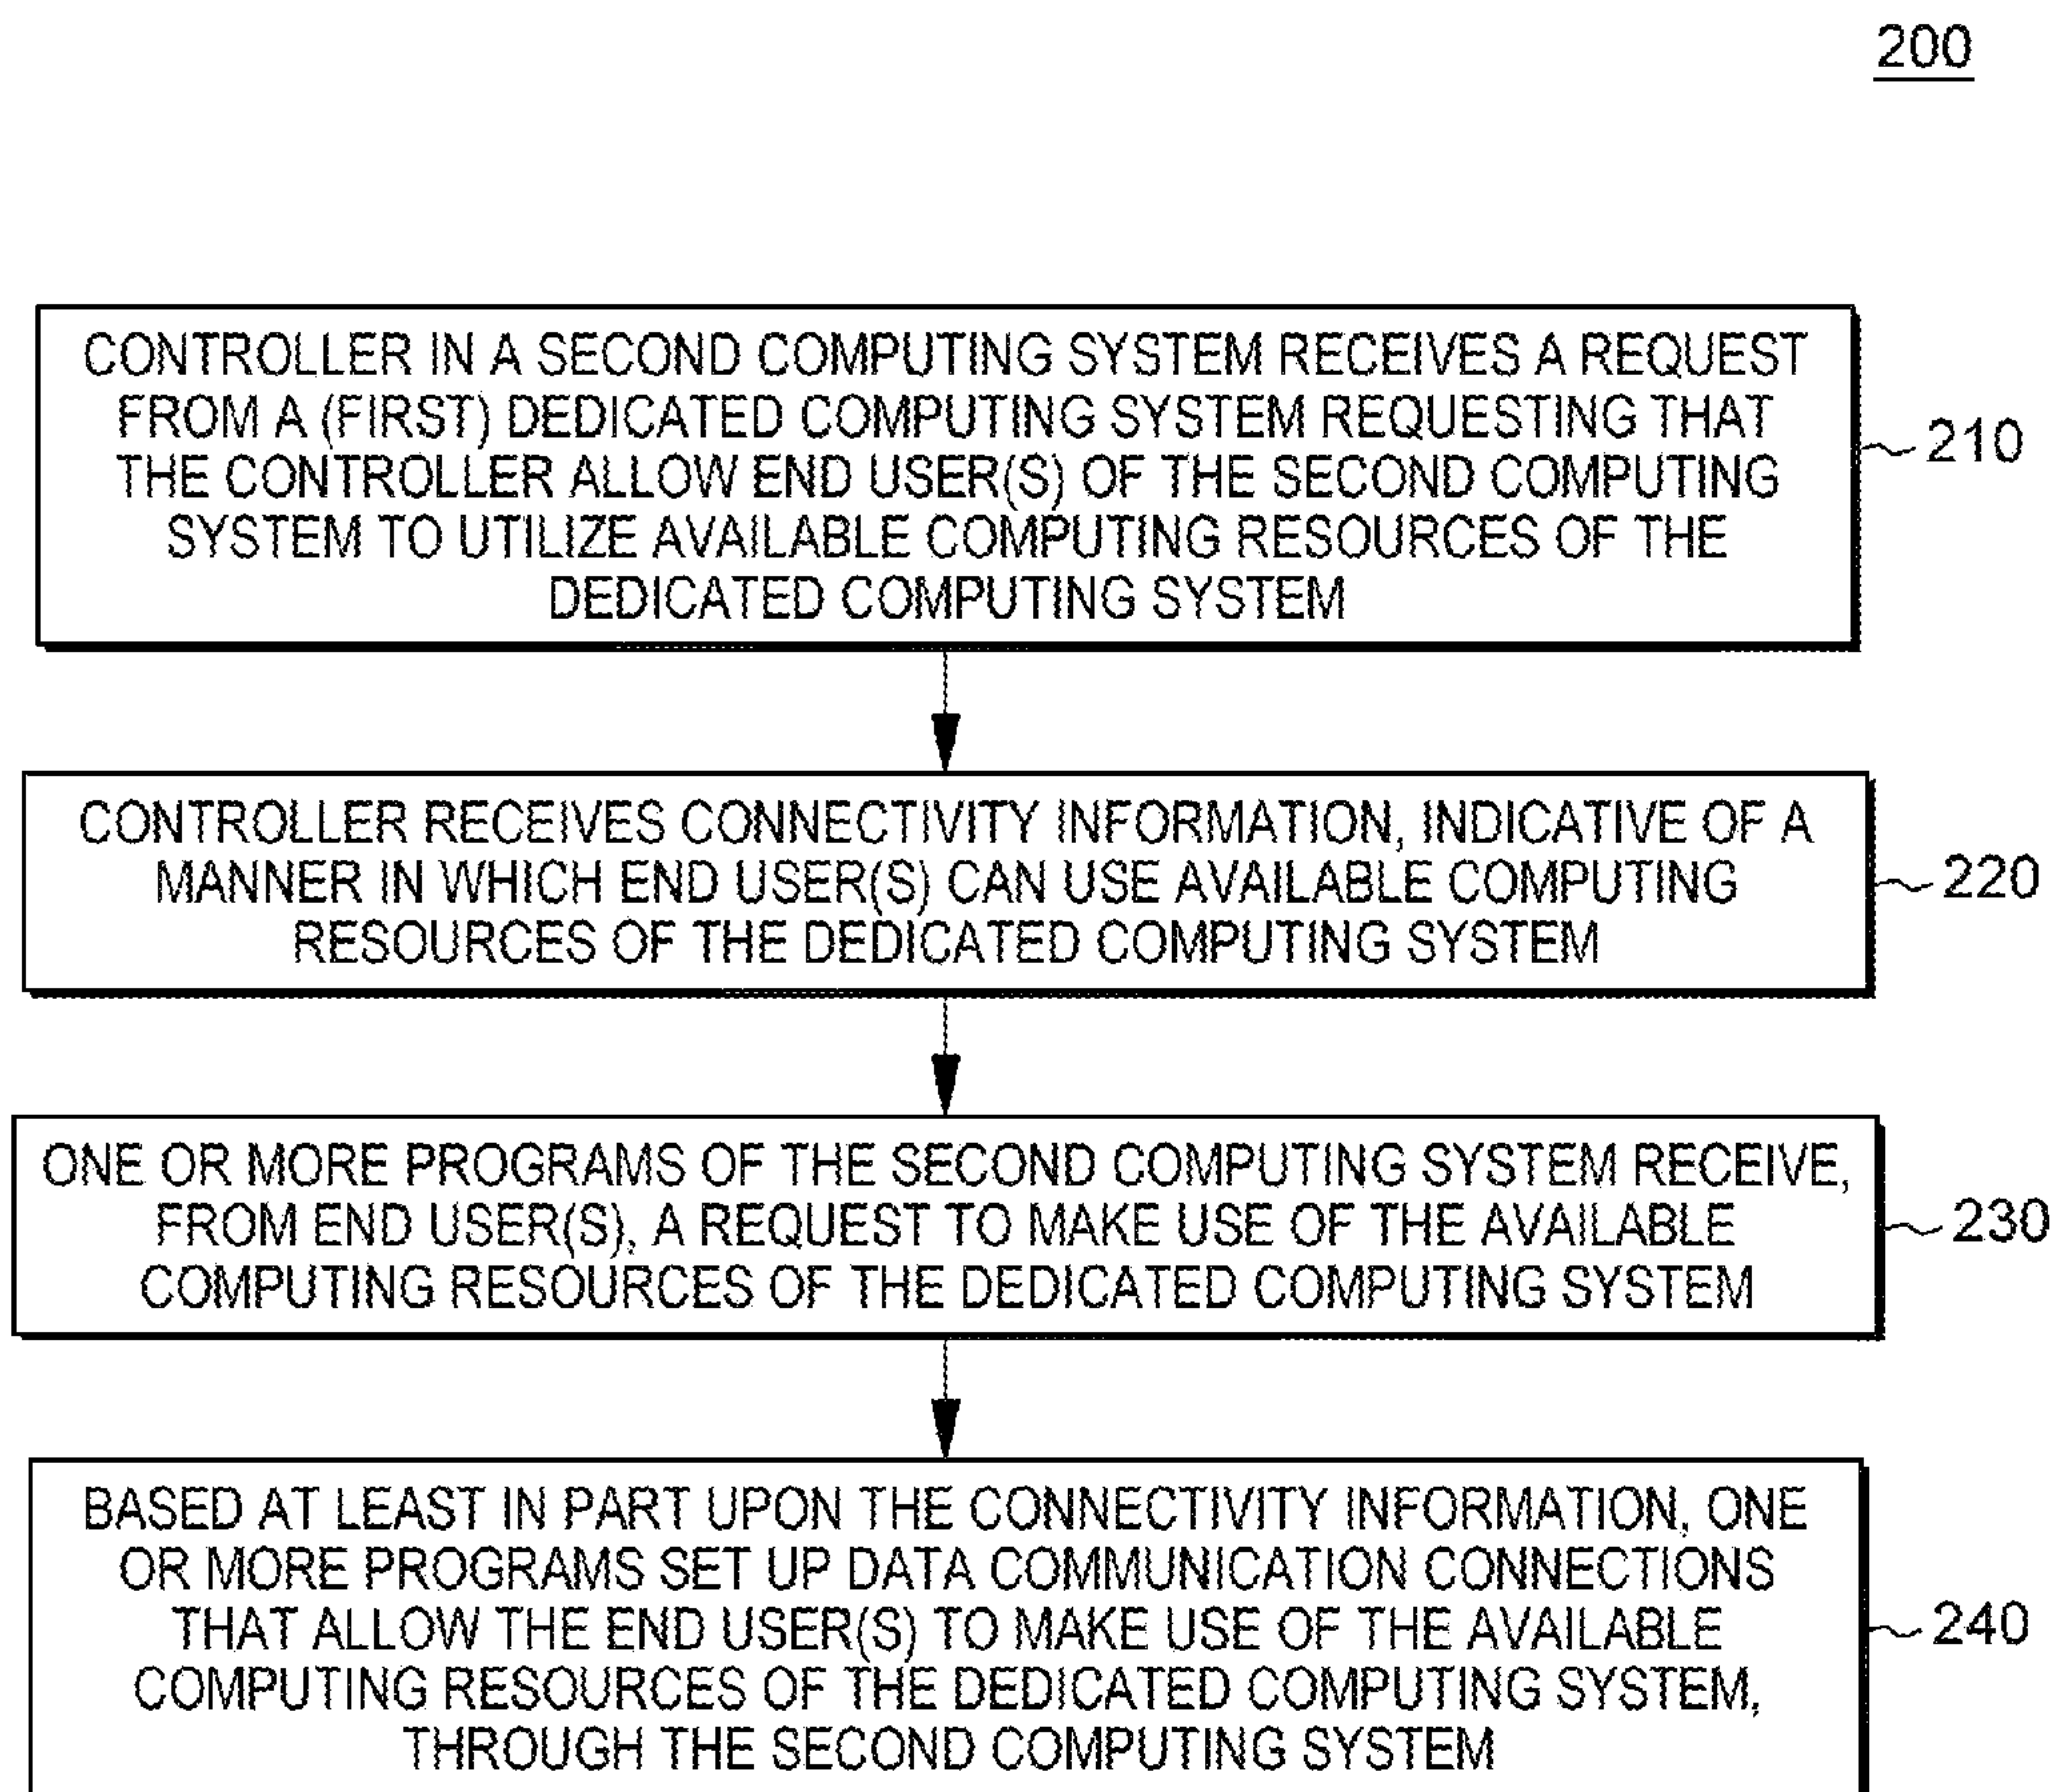 200
CONTROLLER IN A SECOND COMPUTING SYSTEM RECEIVES A REQUEST
FROM A (FIRST) DEDICATED COMPUTING SYSTEM REQUESTING THAT
THE CONTROLLER ALLOW END USER(S) OF THE SECOND COMPUTING
SYSTEM TO UTILIZE AVAILABLE COMPUTING RESOURCES OF THE
DEDICATED COMPUTING SYSTEM
210
CONTROLLER RECEIVES CONNECTIVITY INFORMATION, INDICATIVE OF A
MANNER IN WHICH END USER(S) CAN USE AVAILABLE COMPUTING
RESOURCES OF THE DEDICATED COMPUTING SYSTEM
220
ONE OR MORE PROGRAMS OF THE SECOND COMPUTING SYSTEM RECEIVE,
FROM END USER(S), A REQUEST TO MAKE USE OF THE AVAILABLE
COMPUTING RESOURCES OF THE DEDICATED COMPUTING SYSTEM
230
BASED AT LEAST IN PART UPON THE CONNECTIVITY INFORMATION, ONE
OR MORE PROGRAMS SET UP DATA COMMUNICATION CONNECTIONS
THAT ALLOW THE END USER(S) TO MAKE USE OF THE AVAILABLE
COMPUTING RESOURCES OF THE DEDICATED COMPUTING SYSTEM,
THROUGH THE SECOND COMPUTING SYSTEM
240